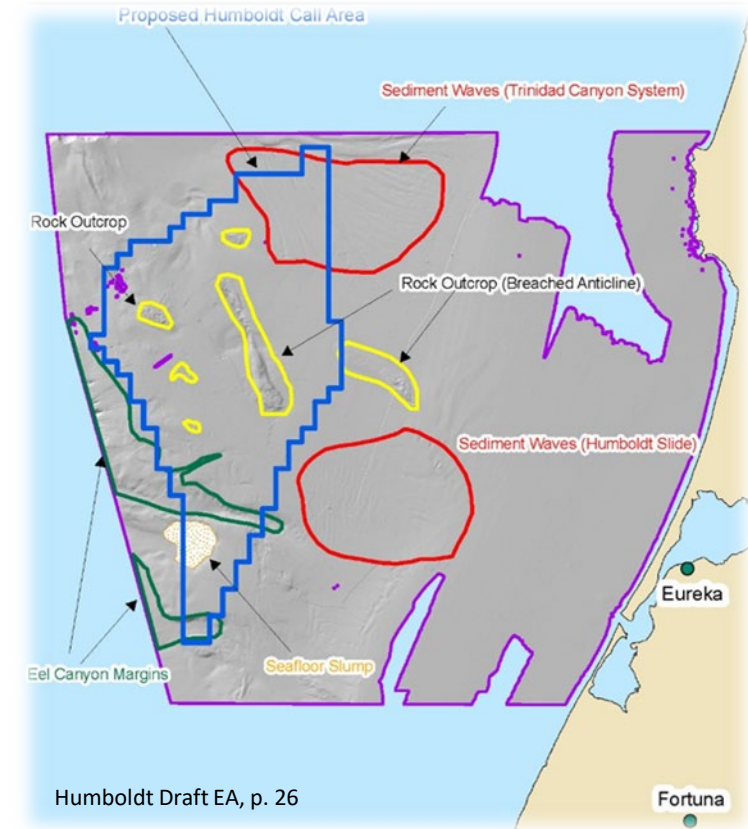 Proposed Humboldt Call Area
Sediment Waves (Trinidad Canyon System)
Rock Outcrop
Rock Outcrop (Breached Anticline)
Sediment Waves (Humboldt Slide)
Eureka
Seafloor Slump
Eel Canyon Margins
Humboldt Draft EA, p. 26
Fortuna